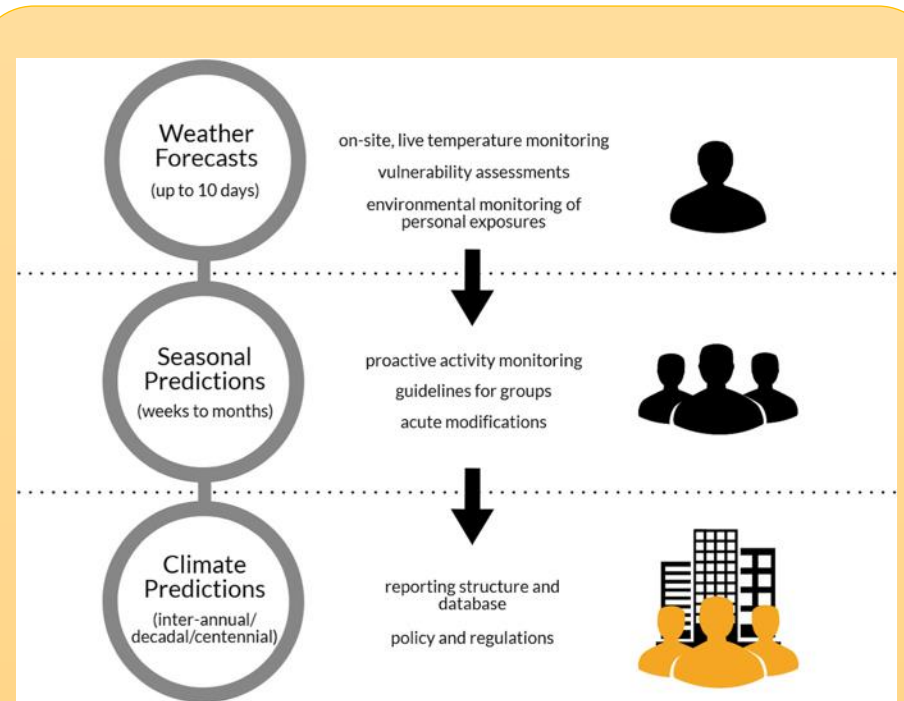 Weather
Forecasts
(up to 10 days)
on-site, live temperature monitoring
vulnerability assessments
environmental monitoring of
personal exposures
Seasonal
Predictions
(weeks to months)
proactive activity monitoring
guidelines for groups
acute modifications
Climate
Predictions
(inter-annual/
decadal/centennial)
reporting structure and
database
policy and regulations